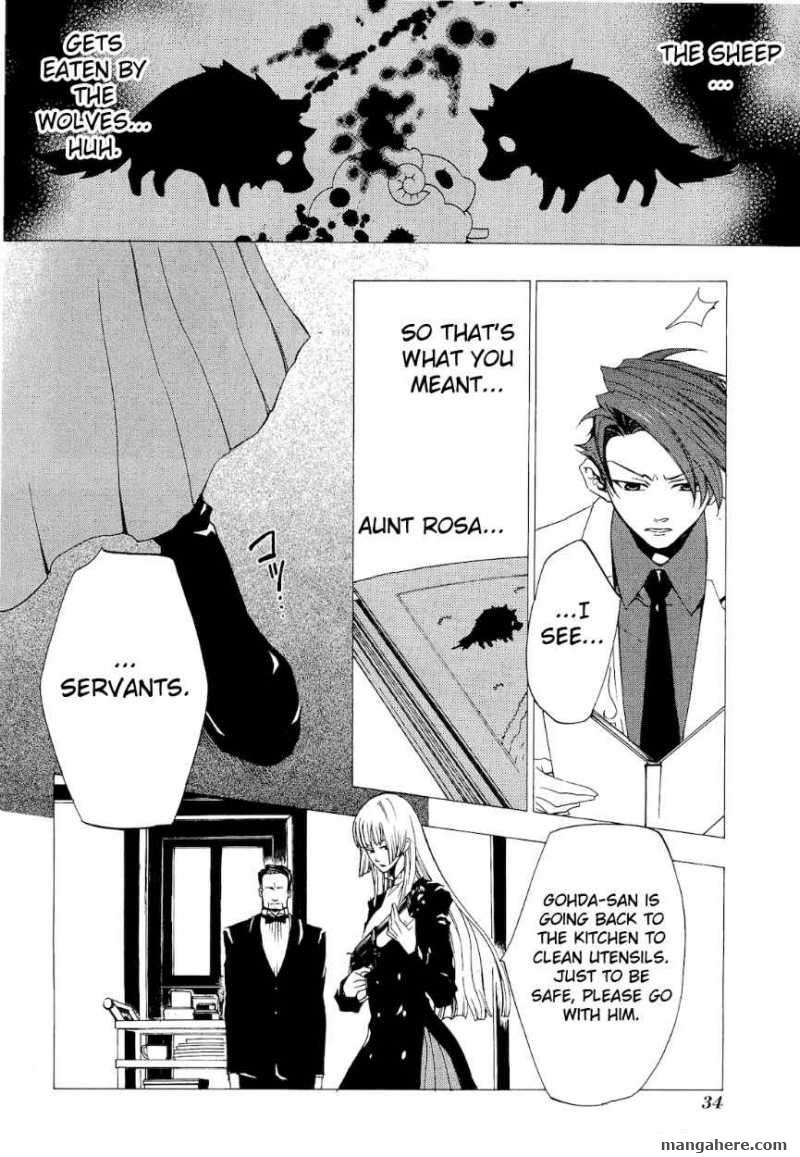 THE SHEEP
...
GETS
EATEN BY
THE
WOLVES...
HUH.
...I
SEE...
SO THAT'S
WHAT YOU
MEANT...
AUNT ROSA...
コツ...
...
SERVANTS.
GOHDA-SAN IS
GOING BACK TO
THE KITCHEN TO
CLEAN UTENSILS.
JUST TO BE
SAFE, PLEASE GO
WITH HIM.
34
mangahere.com